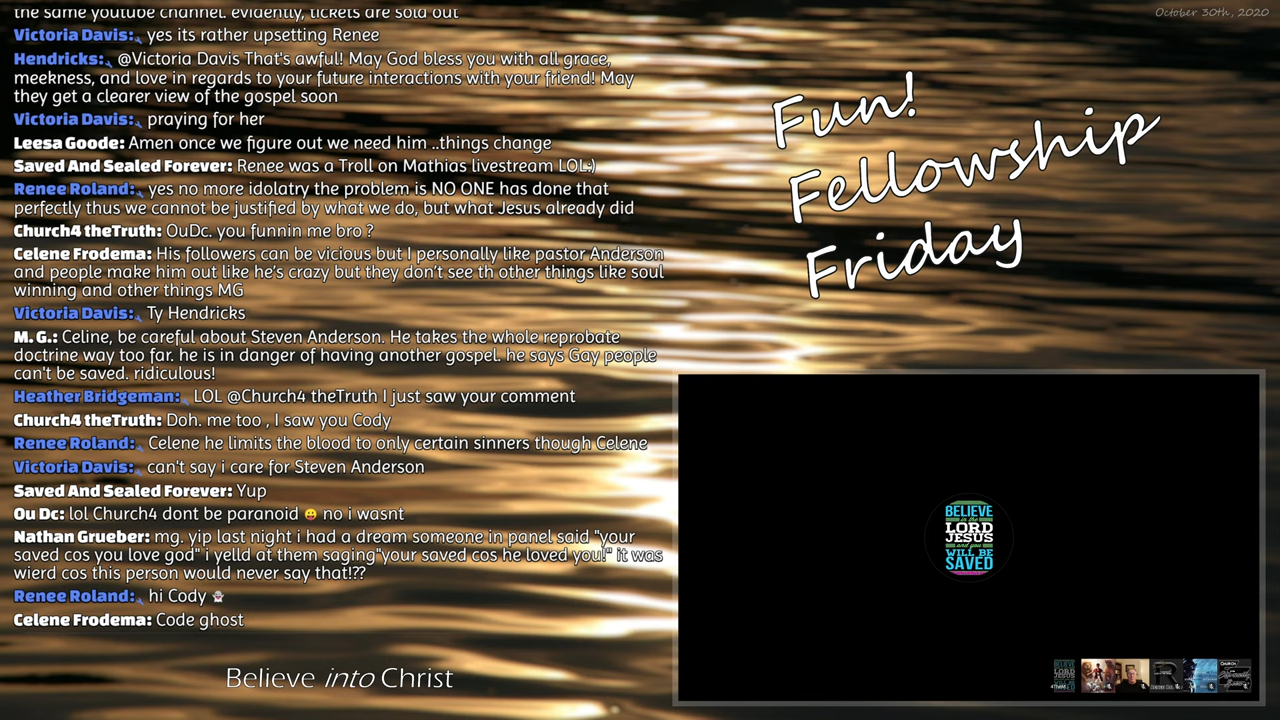 the same youtube channel. evidently, tickets are sold out
October 30th, 2020
Victoria Davis: yes its rather upsetting Renee
Hendricks: @Victoria Davis That's awful! May God bless you with all grace,
meekness, and love in regards to your future interactions with your friend! May
they get a clearer view of the gospel soon
Victoria Davis: praying for her
Leesa Goode: Amen once we figure out we need him ..things change
Saved And Sealed Forever: Renee was a Troll on Mathias livestream LOL:)
Renee Roland: yes no more idolatry the problem is NO ONE has done that
perfectly thus we cannot be justified by what we do, but what Jesus already did
Church4 theTruth: OuDc. you funnin me bro ?
Celene Frodema: His followers can be vicious but I personally like pastor Anderson
and people make him out like he's crazy but they don't see th other things like soul
winning and other things MG
Victoria Davis: Ty Hendricks
M. G.: Celine, be careful about Steven Anderson. He takes the whole reprobate
doctrine way too far. he is in danger of having another gospel. he says Gay people
can't be saved. ridiculous!
Heather Bridgeman: LOL @Church4 theTruth I just saw your comment
Church4 theTruth: Doh. me too , I saw you Cody
Renee Roland: Celene he limits the blood to only certain sinners though Celene
Victoria Davis: can't say i care for Steven Anderson
Saved And Sealed Forever: Yup
Ou Dc: lol Church4 dont be paranoid 😛 no i wasnt
Nathan Grueber: mg. yip last night i had a dream someone in panel said "your
saved cos you love god" i yelld at them saging"your saved cos he loved you!" it was
wierd cos this person would never say that!??
Renee Roland: hi Cody 👻
Celene Frodema: Code ghost
Believe into Christ
Fun!
Fellowship
Friday
BELIEVE
in the
LORD
JESUS
and you
WILL BE
SAVED